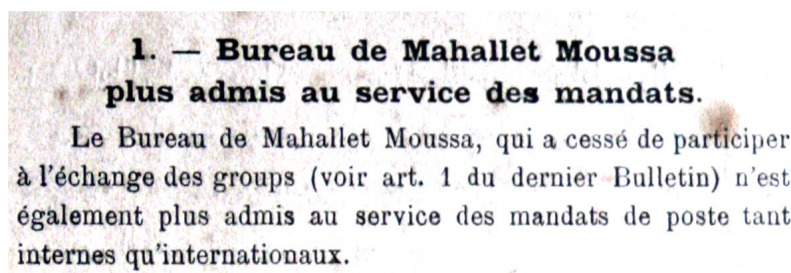 1. — Bureau de Mahallet Moussa
plus admis au service des mandats.
Le Bureau de Mahallet Moussa, qui a cessé de participer
à l'échange des groups (voir art. 1 du dernier Bulletin) n'est
également plus admis au service des mandats de poste tant
internes qu'internationaux.